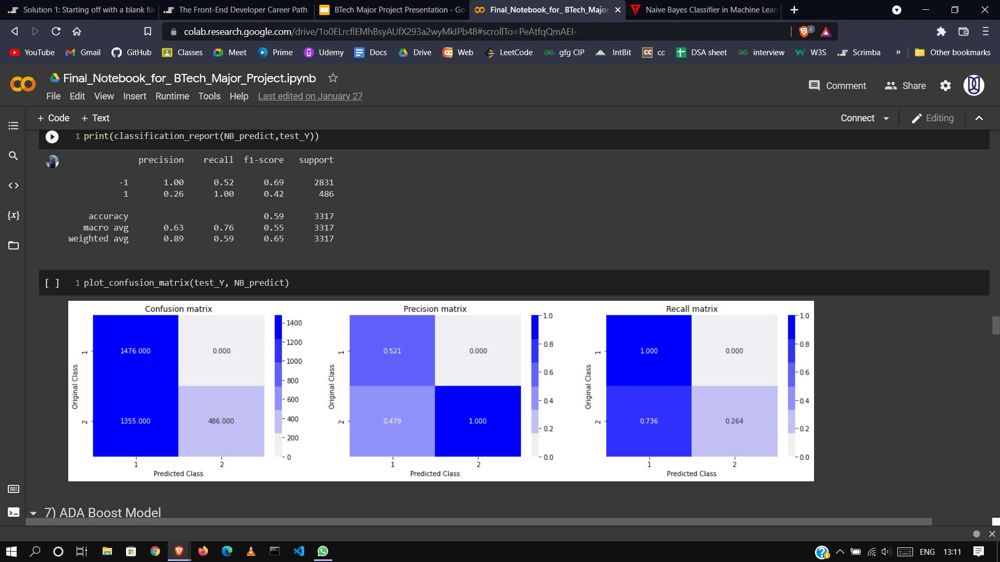 Solution 1: Starting off with a blank file
The Front-End Developer Career Path
BTech Major Project Presentation - Go
Final_Notebook_for_ BTech_Major
Naive Bayes Classifier in Machine Lear
colab.research.google.com/drive/1o0ELrcflEMhBsyAUfX293a2wyMkIPb48#scrollTo=PeAtfqQmAEI-
1
YouTube Gmail GitHub Classes Meet Prime Udemy Docs Drive Web LeetCode gfg CIP IntBit cc cc DSA sheet interview W3S Scrimba » Other bookmarks
Final_Notebook_for_ BTech_Major_Project.ipynb
Comment Share
File Edit View Insert Runtime Tools Help Last edited on January 27
+ Code + Text
Connect Editing
1 print(classification_report(NB_predict,test_Y))
precision recall f1-score support
-1 1.00 0.52 0.69 2831
1 0.26 1.00 0.42 486
accuracy 0.59 3317
macro avg 0.63 0.76 0.55 3317
weighted avg 0.89 0.59 0.65 3317
[ ] 1 plot_confusion_matrix(test_Y, NB_predict)
Confusion matrix
1476.000 0.000
1355.000 486.000
1
2
Original Class
1 2
Predicted Class
1400
1200
1000
800
600
400
200
0
Precision matrix
0.521 0.000
0.479 1.000
1
2
Original Class
1 2
Predicted Class
1.0
0.8
0.6
0.4
0.2
0.0
Recall matrix
1.000 0.000
0.736 0.264
1
2
Original Class
1 2
Predicted Class
1.0
0.8
0.6
0.4
0.2
0.0
7) ADA Boost Model
ENG 13:11